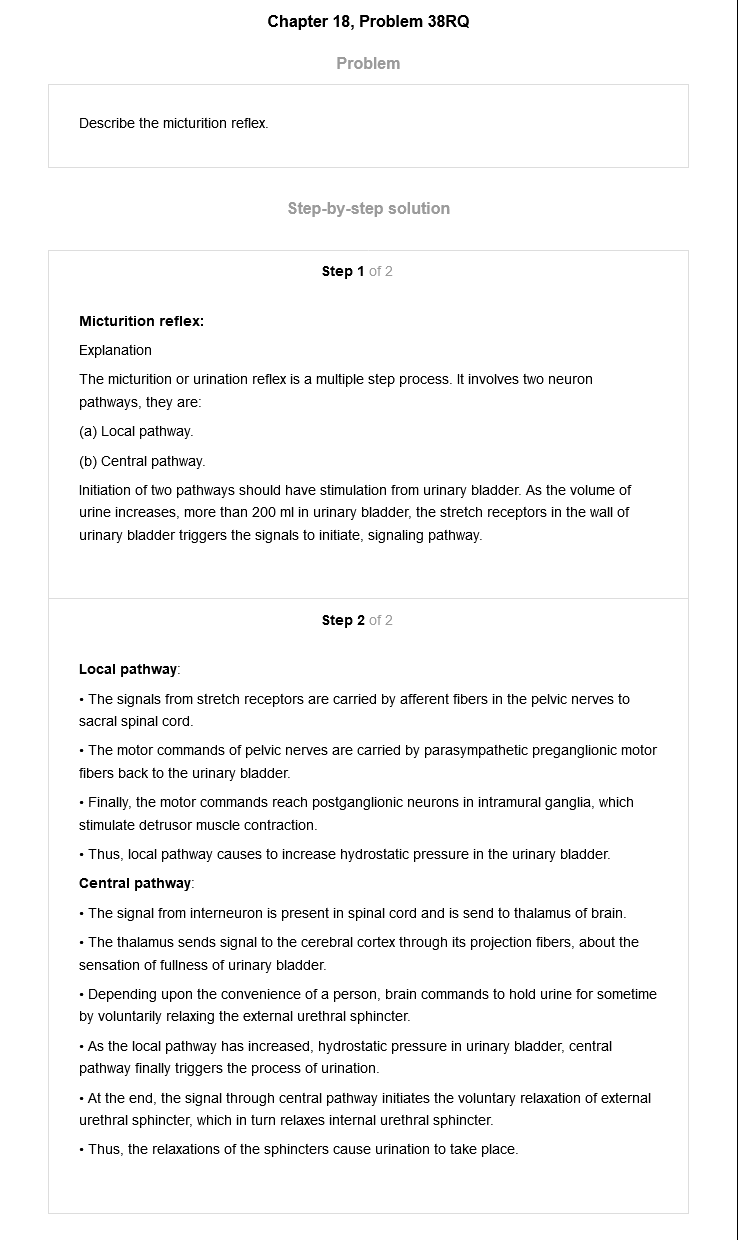 Chapter 18, Problem 38RQ
Problem
Describe the micturition reflex.
Step-by-step solution
Step 1 of 2
Micturition reflex:
Explanation
The micturition or urination reflex is a multiple step process. It involves two neuron
pathways, they are:
(a) Local pathway.
(b) Central pathway.
Initiation of two pathways should have stimulation from urinary bladder. As the volume of
urine increases, more than 200 ml in urinary bladder, the stretch receptors in the wall of
urinary bladder triggers the signals to initiate, signaling pathway.
Step 2 of 2
Local pathway:
• The signals from stretch receptors are carried by afferent fibers in the pelvic nerves to
sacral spinal cord.
• The motor commands of pelvic nerves are carried by parasympathetic preganglionic motor
fibers back to the urinary bladder.
• Finally, the motor commands reach postganglionic neurons in intramural ganglia, which
stimulate detrusor muscle contraction.
• Thus, local pathway causes to increase hydrostatic pressure in the urinary bladder.
Central pathway:
• The signal from interneuron is present in spinal cord and is send to thalamus of brain.
• The thalamus sends signal to the cerebral cortex through its projection fibers, about the
sensation of fullness of urinary bladder.
• Depending upon the convenience of a person, brain commands to hold urine for sometime
by voluntarily relaxing the external urethral sphincter.
• As the local pathway has increased, hydrostatic pressure in urinary bladder, central
pathway finally triggers the process of urination.
• At the end, the signal through central pathway initiates the voluntary relaxation of external
urethral sphincter, which in turn relaxes internal urethral sphincter.
• Thus, the relaxations of the sphincters cause urination to take place.